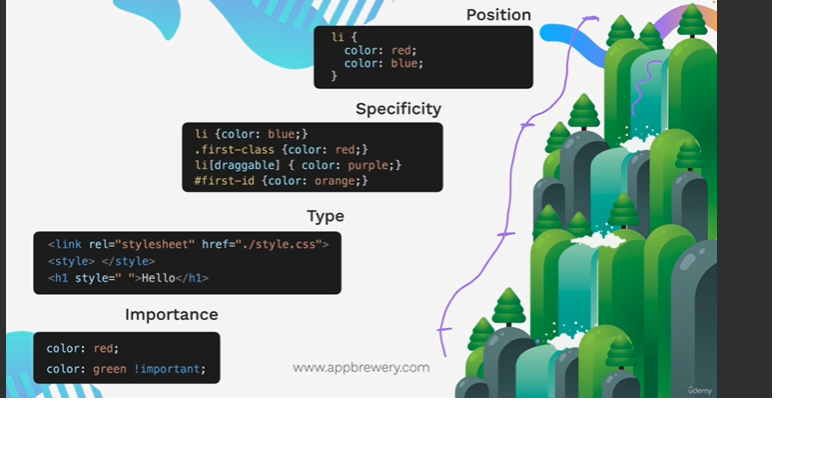 Position
li {
color: red;
color: blue;
}
Specificity
li {color: blue;}
.first-class {color: red;}
li[draggable] { color: purple;}
#first-id {color: orange;}
Type
<link rel="stylesheet" href="./style.css">
<style> </style>
<h1 style=" ">Hello</h1>
Importance
color: red;
color: green !important;
www.appbrewery.com
ûdemy